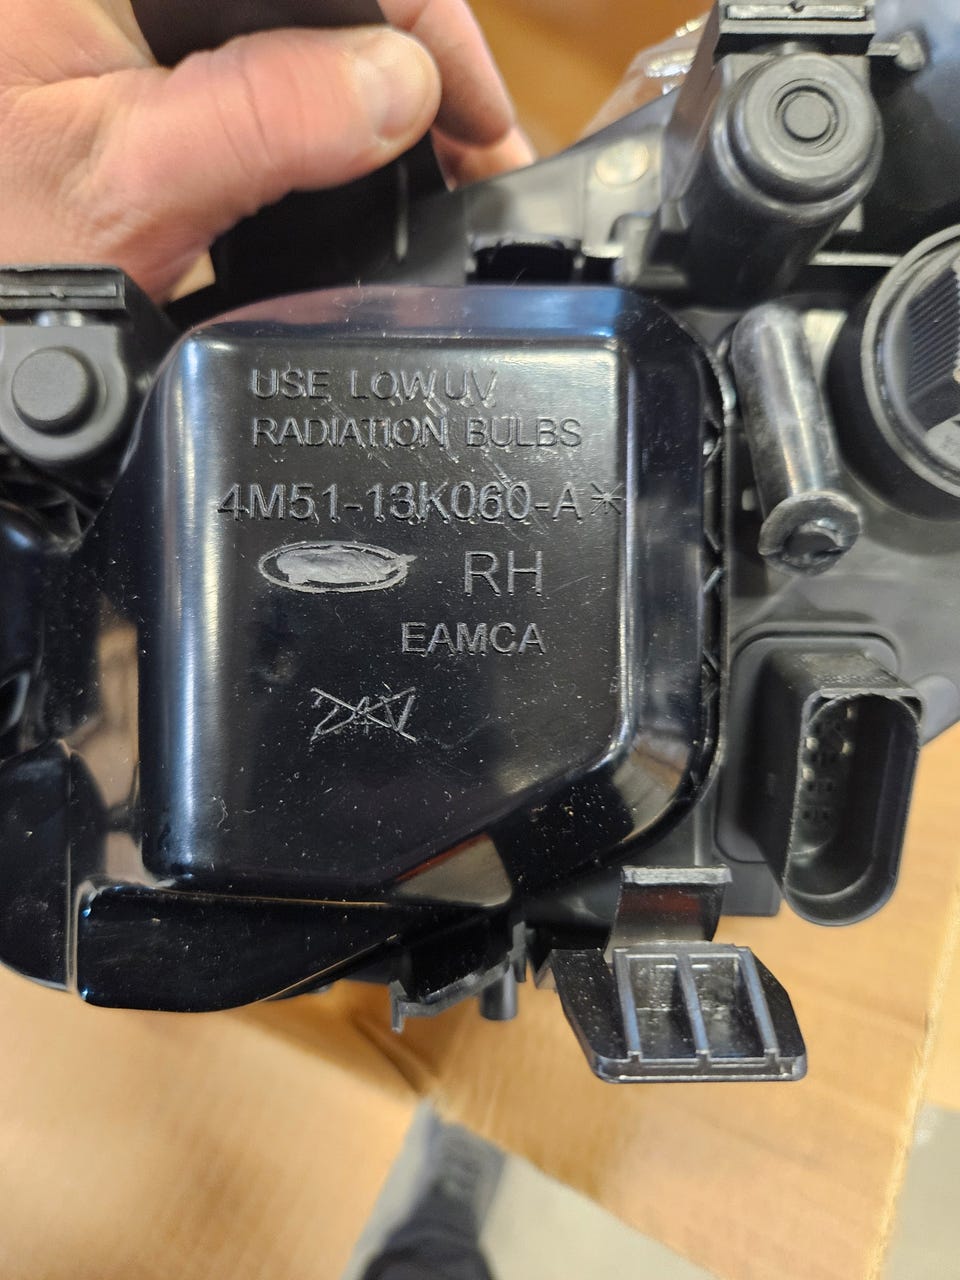 USE LOW UV
RADIATION BULBS
4M51-13K060-A*
RH
EAMCA